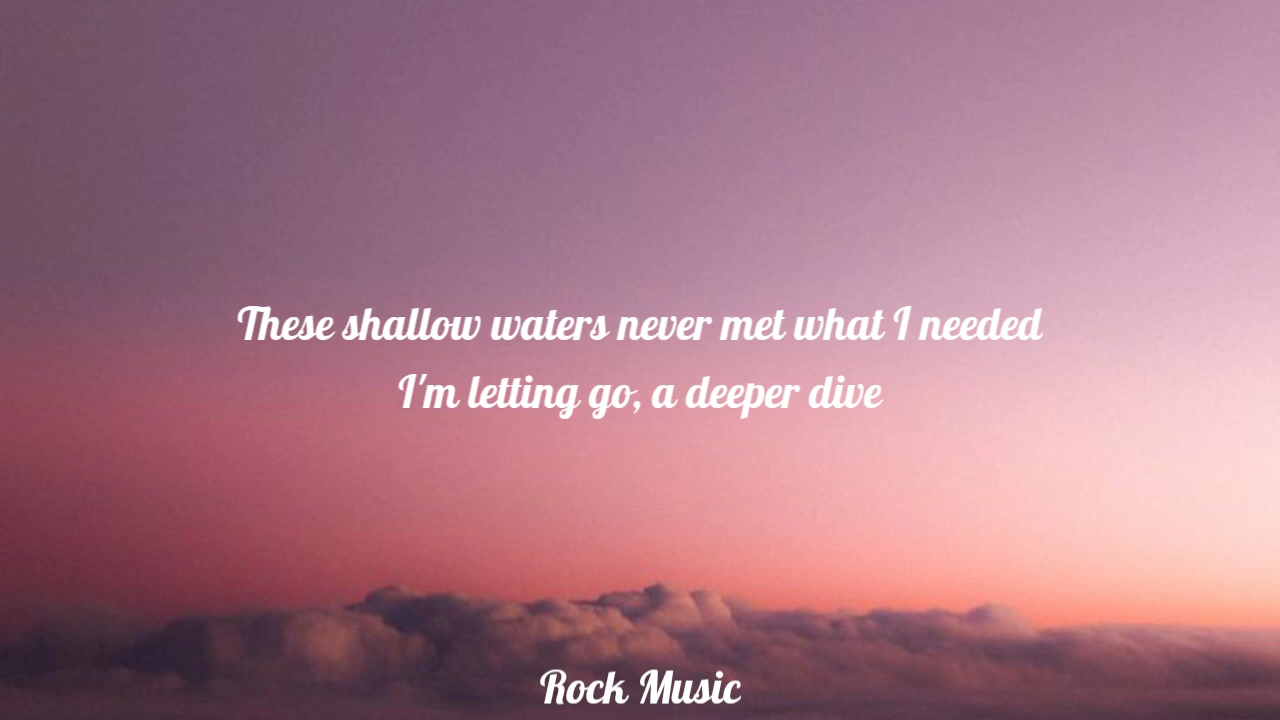 These shallow waters never met what I needed
I'm letting go, a deeper dive
Rock Music